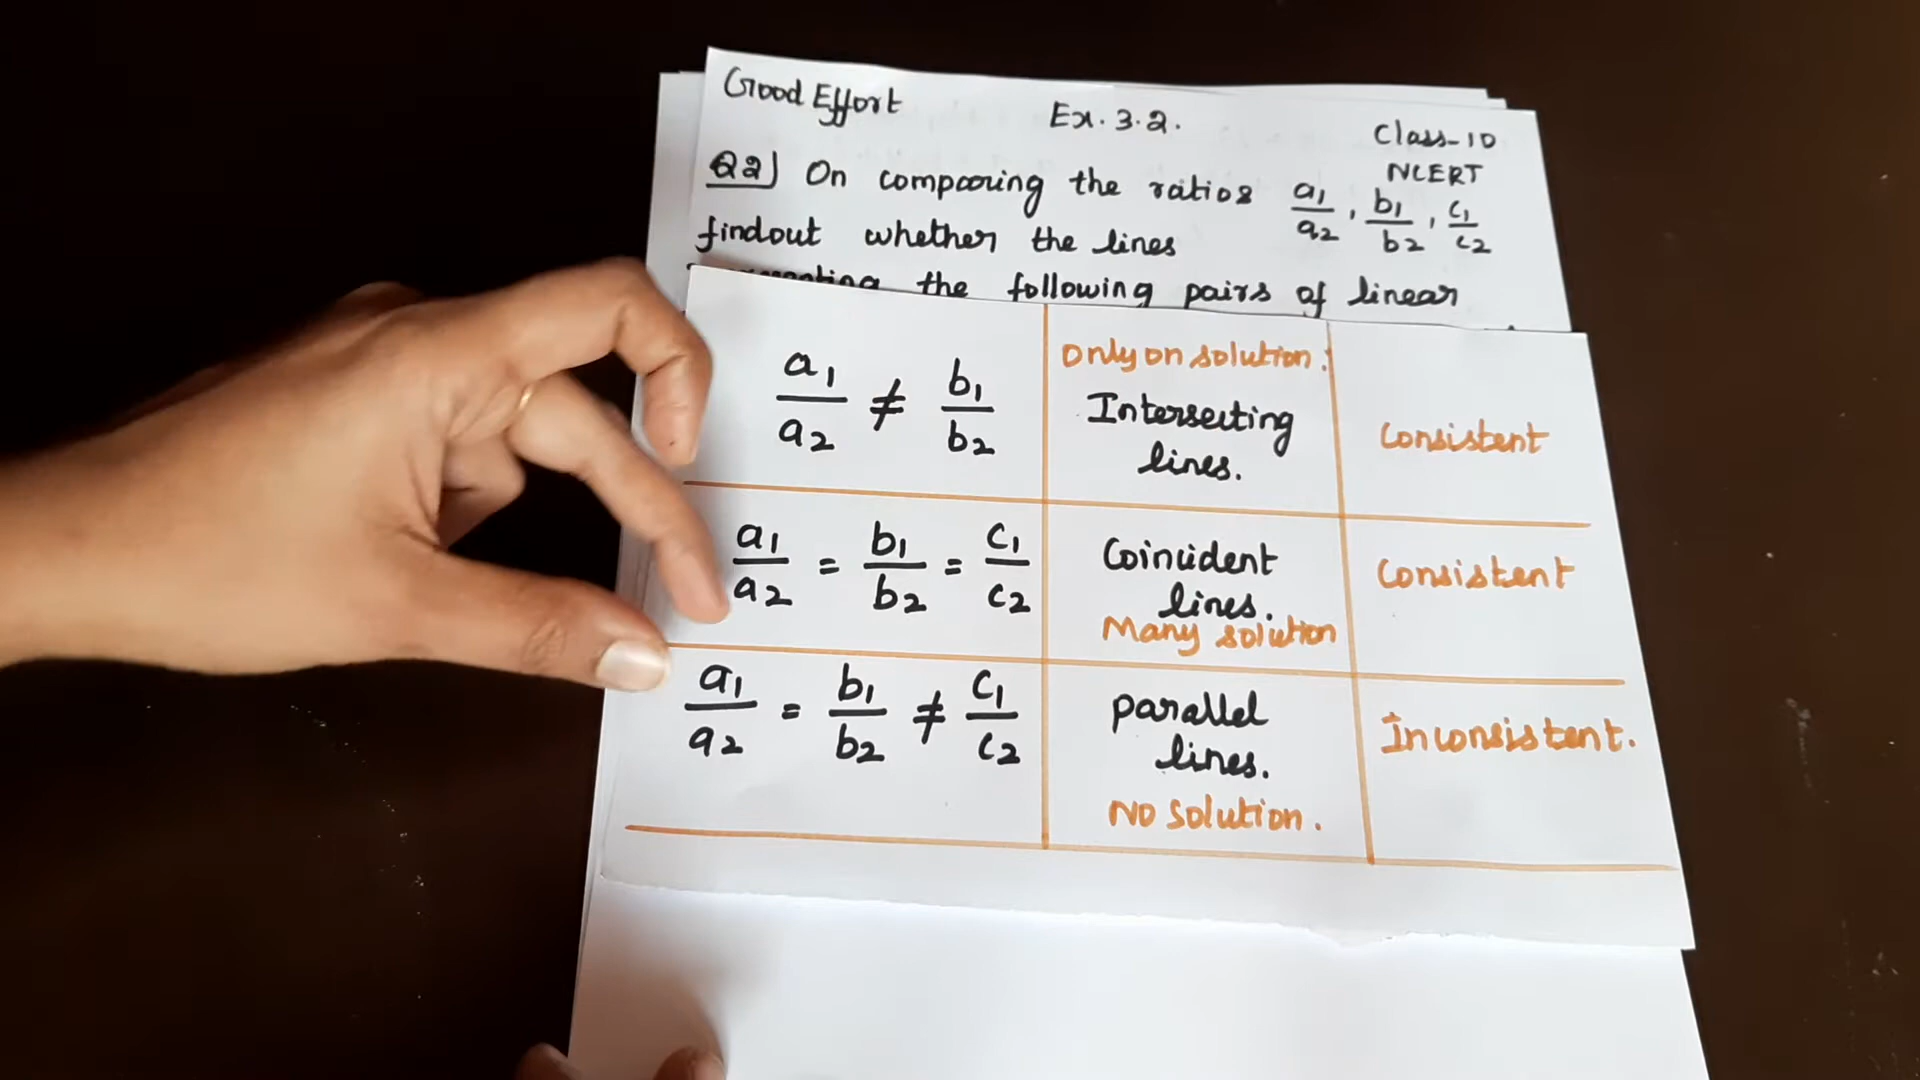 Good Effort
Ex. 3.2.
Class-10
NCERT
Q2) On comparing the ratios a1/a2, b1/b2, c1/c2
findout whether the lines
the following pairs of linear
a1/a2 ≠ b1/b2
Only on solution.
Intersecting
lines.
Consistent
a1/a2 = b1/b2 = c1/c2
Coincident
lines.
Many solution
Consistent
a1/a2 = b1/b2 ≠ c1/c2
parallel
lines.
No solution.
Inconsistent.